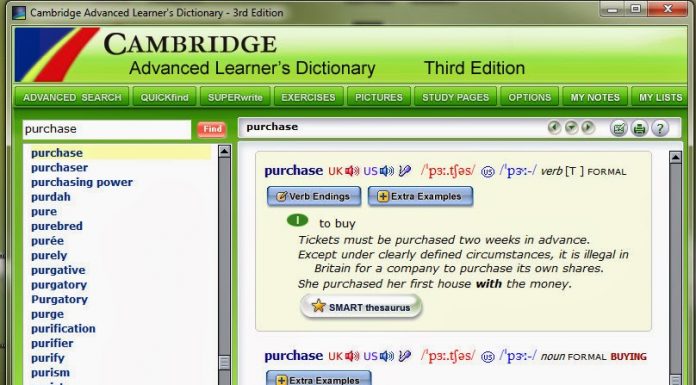 Cambridge Advanced Learner's Dictionary - 3rd Edition
CAMBRIDGE
Advanced Learner's Dictionary Third Edition
ADVANCED SEARCH QUICKfind SUPERwrite EXERCISES PICTURES STUDY PAGES OPTIONS MY NOTES MY LISTS
purchase Find
purchase
purchase
purchaser
purchasing power
purdah
pure
purebred
purée
purely
purgative
purgatory
Purgatory
purge
purification
purifier
purify
purism
purchase UK US /ˈpɜː.tʃəs/ US /ˈpɝː-/ verb [T ] FORMAL
Verb Endings Extra Examples
I to buy
Tickets must be purchased two weeks in advance.
Except under clearly defined circumstances, it is illegal in
Britain for a company to purchase its own shares.
She purchased her first house with the money.
SMART thesaurus
purchase UK US /ˈpɜː.tʃəs/ US /ˈpɝː-/ noun FORMAL BUYING
Extra Examples